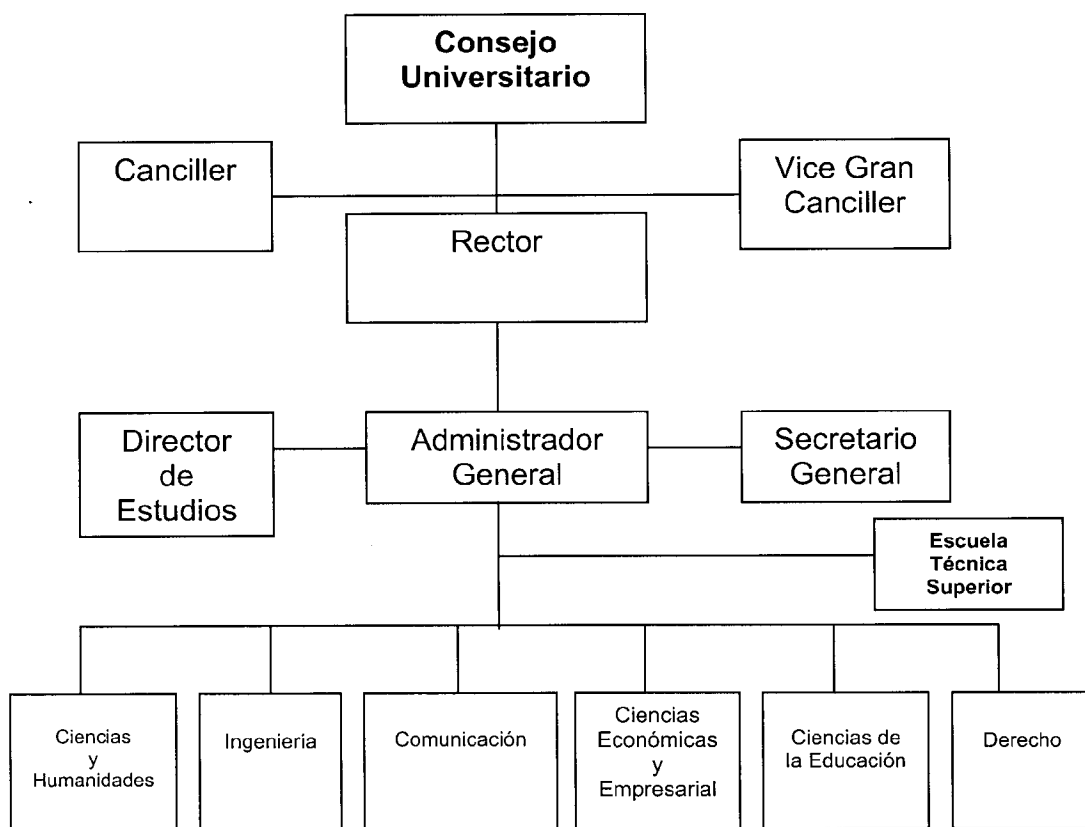 Consejo
Universitario
Canciller
Vice Gran
Canciller
Rector
Director
de
Estudios
Administrador
General
Secretario
General
Escuela
Técnica
Superior
Ciencias
y
Humanidades
Ingeniería
Comunicación
Ciencias
Económicas
y
Empresarial
Ciencias de
la Educación
Derecho